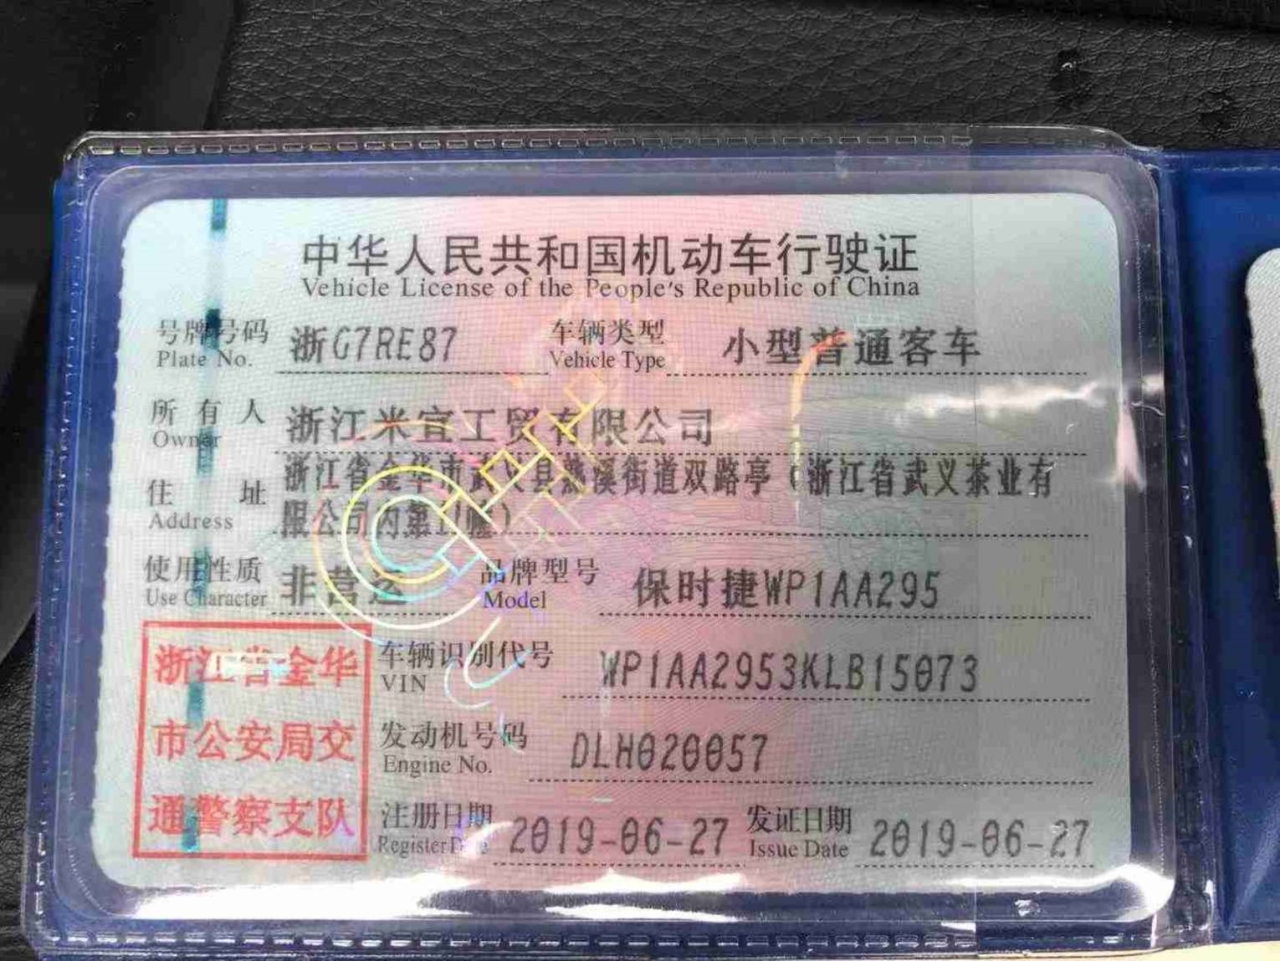 中华人民共和国机动车行驶证
Vehicle License of the People's Republic of China
号牌号码 浙G7RE87 车辆类型 小型普通客车
Plate No. Vehicle Type
所有人 浙江米宜工贸有限公司
Owner
住址 浙江省金华市武义县熟溪街道双路亭(浙江省武义茶业有
Address 限公司内第11幢)
使用性质 非营运 品牌型号 保时捷WP1AA295
Use Character Model
浙江省金华
市公安局交
通警察支队
车辆识别代号 WP1AA2953KLB15073
VIN
发动机号码 DLH020057
Engine No.
注册日期 2019-06-27 发证日期 2019-06-27
Register Date Issue Date